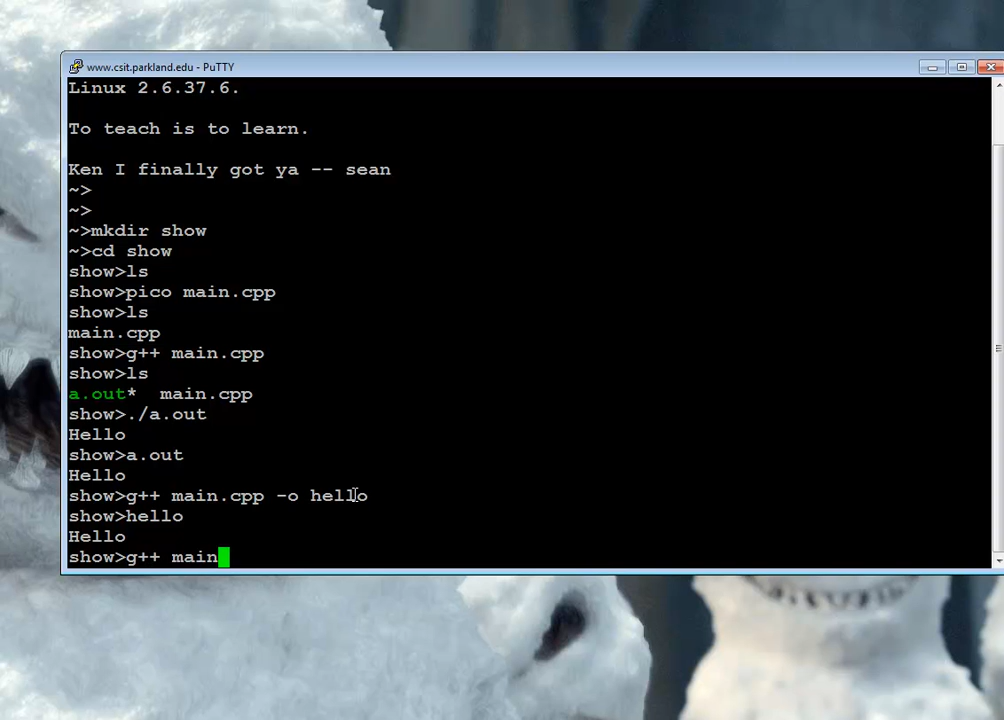 www.csit.parkland.edu - PuTTY
Linux 2.6.37.6.
To teach is to learn.
Ken I finally got ya -- sean
~>
~>
~>mkdir show
~>cd show
show>ls
show>pico main.cpp
show>ls
main.cpp
show>g++ main.cpp
show>ls
a.out*  main.cpp
show>./a.out
Hello
show>a.out
Hello
show>g++ main.cpp -o hello
show>hello
Hello
show>g++ main